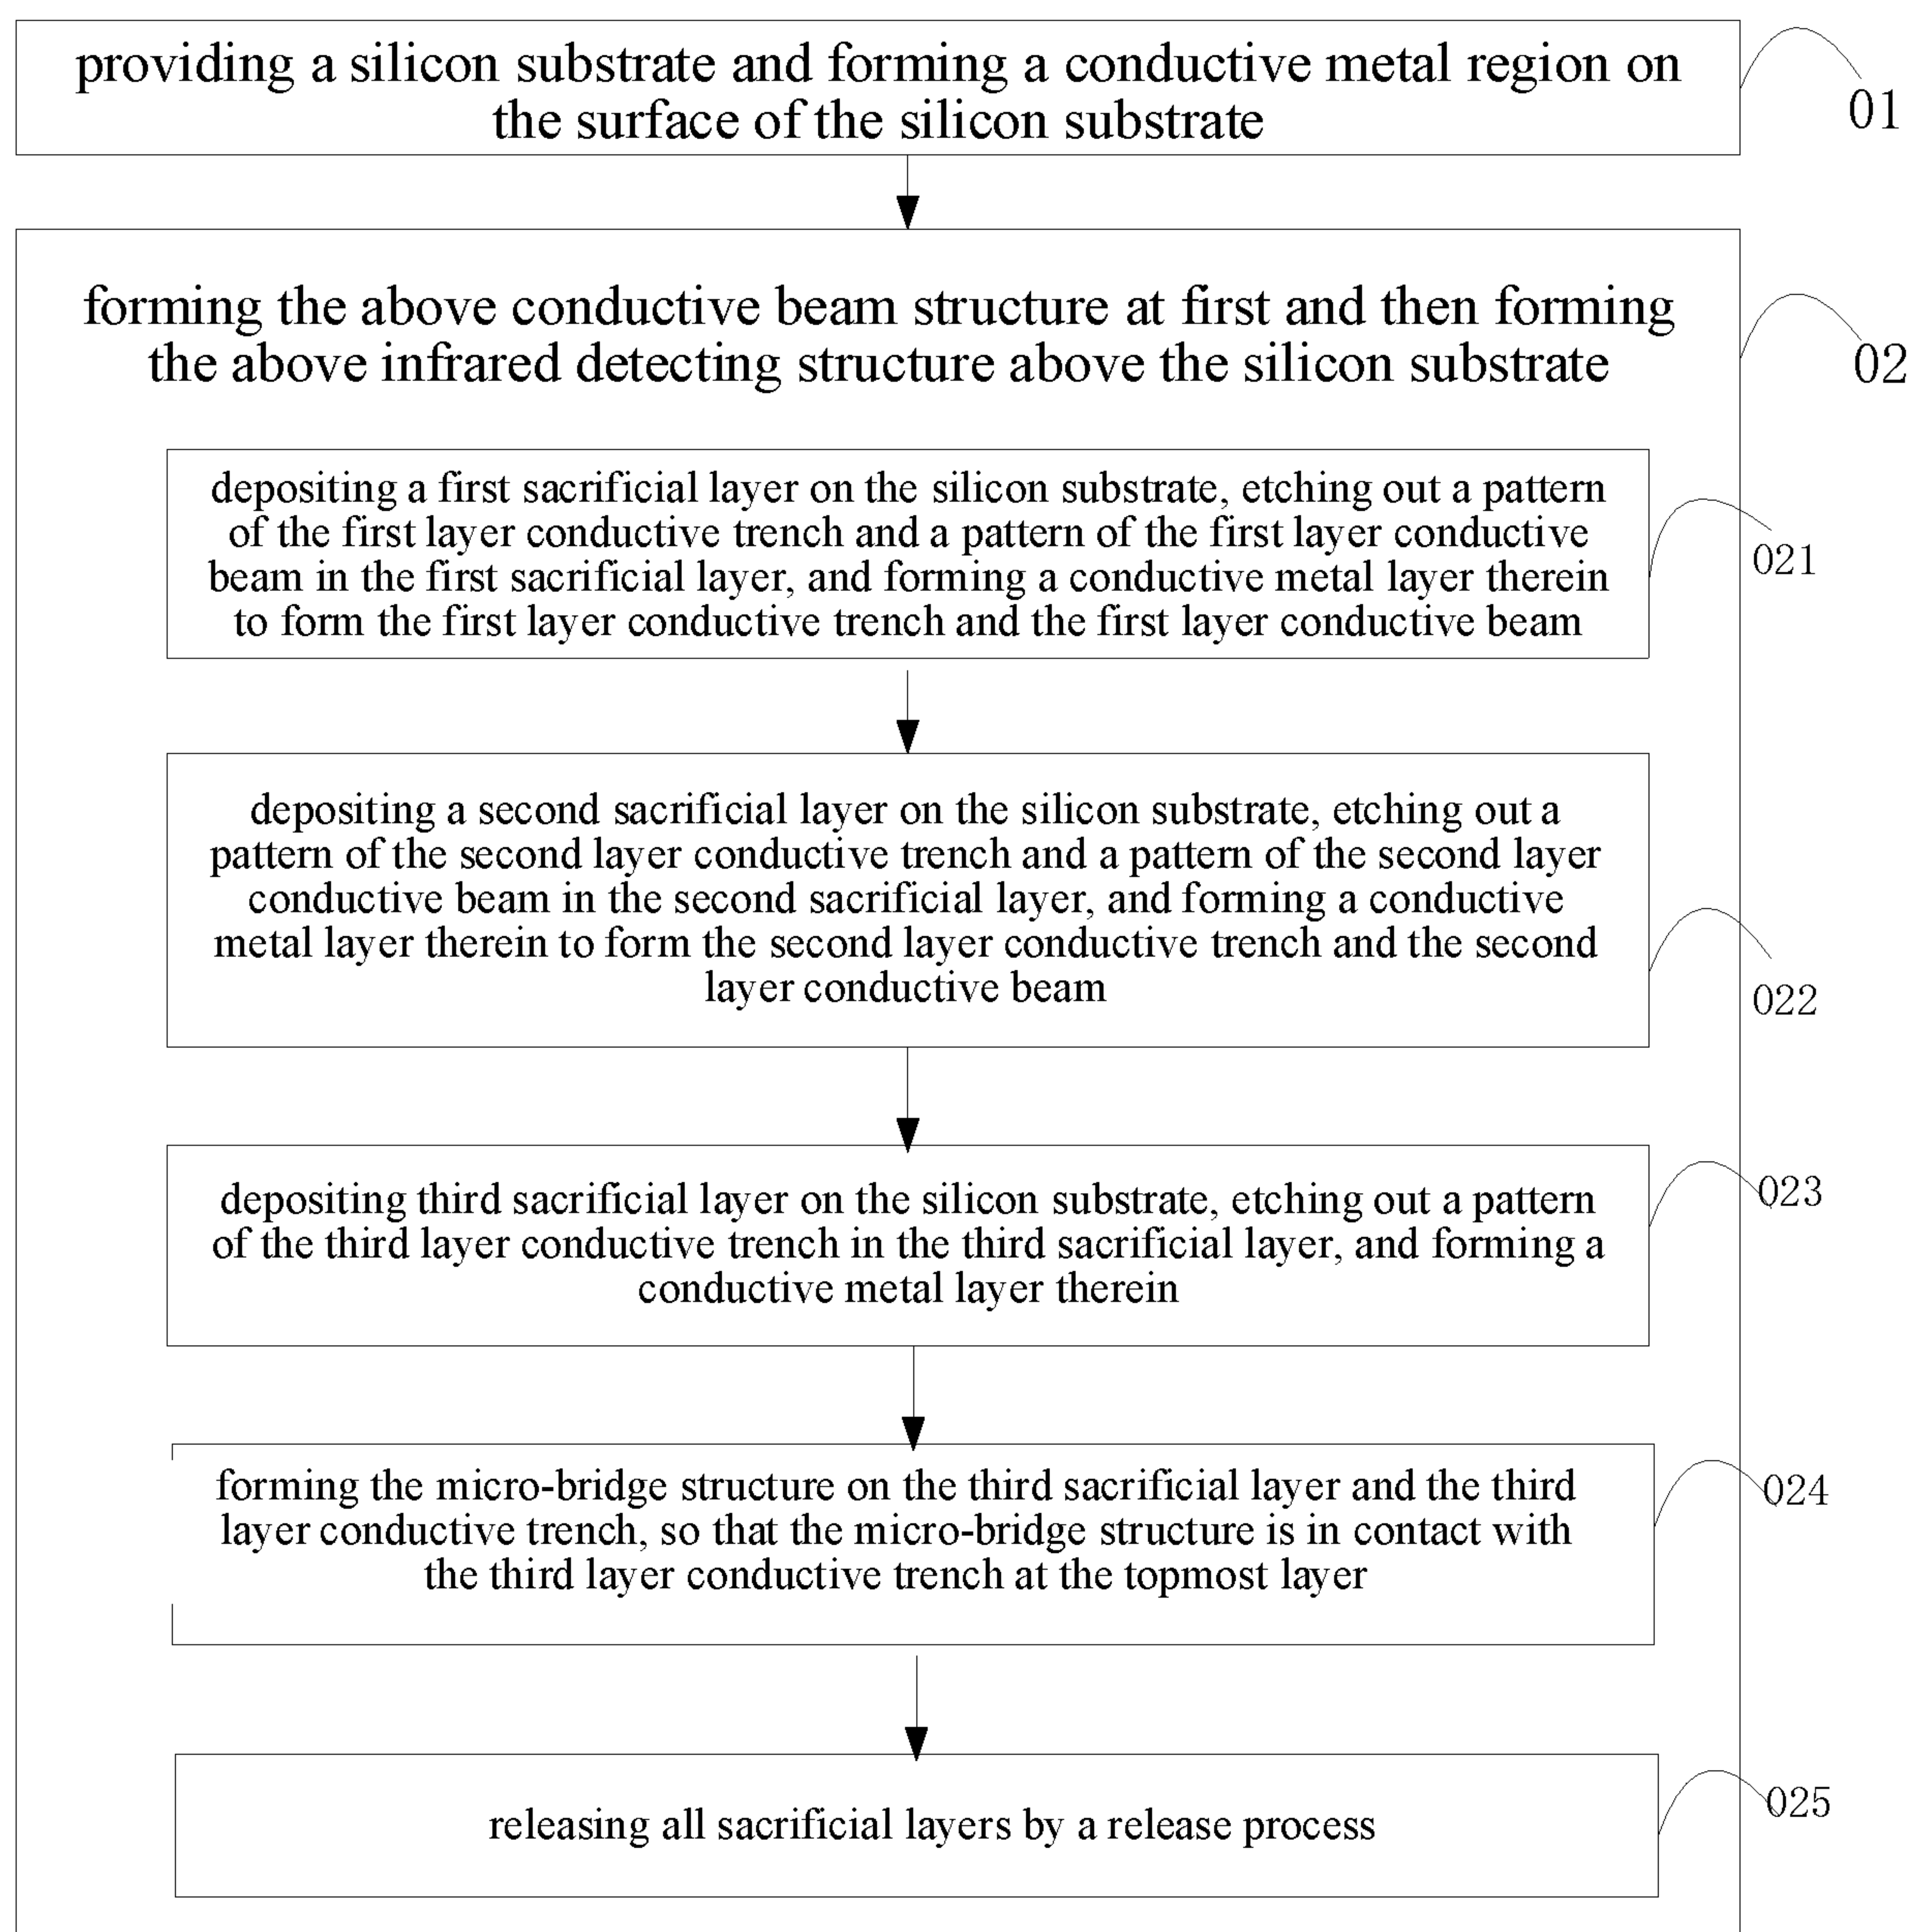 providing a silicon substrate and forming a conductive metal region on
the surface of the silicon substrate
01
forming the above conductive beam structure at first and then forming
the above infrared detecting structure above the silicon substrate
02
depositing a first sacrificial layer on the silicon substrate, etching out a pattern
of the first layer conductive trench and a pattern of the first layer conductive
beam in the first sacrificial layer, and forming a conductive metal layer therein
to form the first layer conductive trench and the first layer conductive beam
021
depositing a second sacrificial layer on the silicon substrate, etching out a
pattern of the second layer conductive trench and a pattern of the second layer
conductive beam in the second sacrificial layer, and forming a conductive
metal layer therein to form the second layer conductive trench and the second
layer conductive beam
022
depositing third sacrificial layer on the silicon substrate, etching out a pattern
of the third layer conductive trench in the third sacrificial layer, and forming a
conductive metal layer therein
023
forming the micro-bridge structure on the third sacrificial layer and the third
layer conductive trench, so that the micro-bridge structure is in contact with
the third layer conductive trench at the topmost layer
024
releasing all sacrificial layers by a release process
025